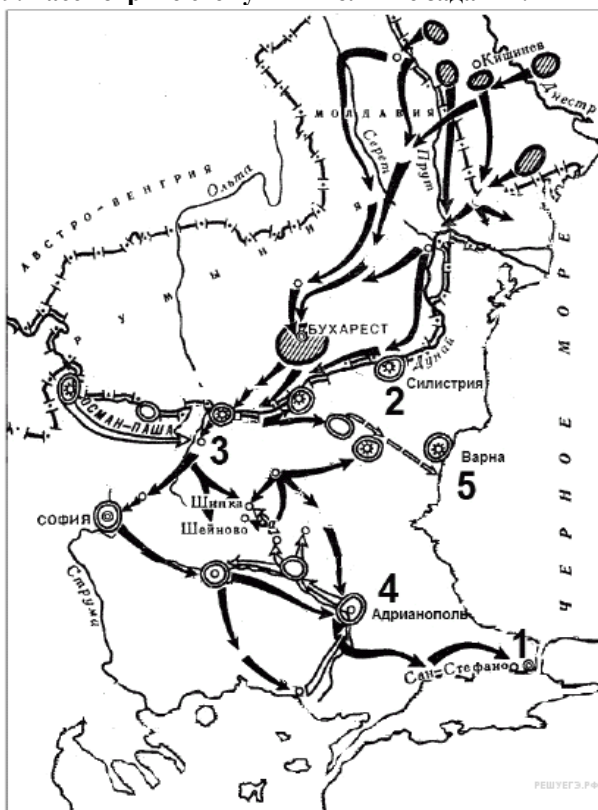 Кишинев
Днестр
МОЛДАВИЯ
Серет
Прут
Ольта
АВСТРО-ВЕНГРИЯ
РУМЫНИЯ
БУХАРЕСТ
Дунай
2
Силистрия
ОСМАН-ПАША
3
Варна
5
ЧЕРНОЕ МОРЕ
Шипка
Шейново
СОФИЯ
Струма
4
Адрианополь
1
Сан-Стефано
РЕШУЕГЭ.РФ